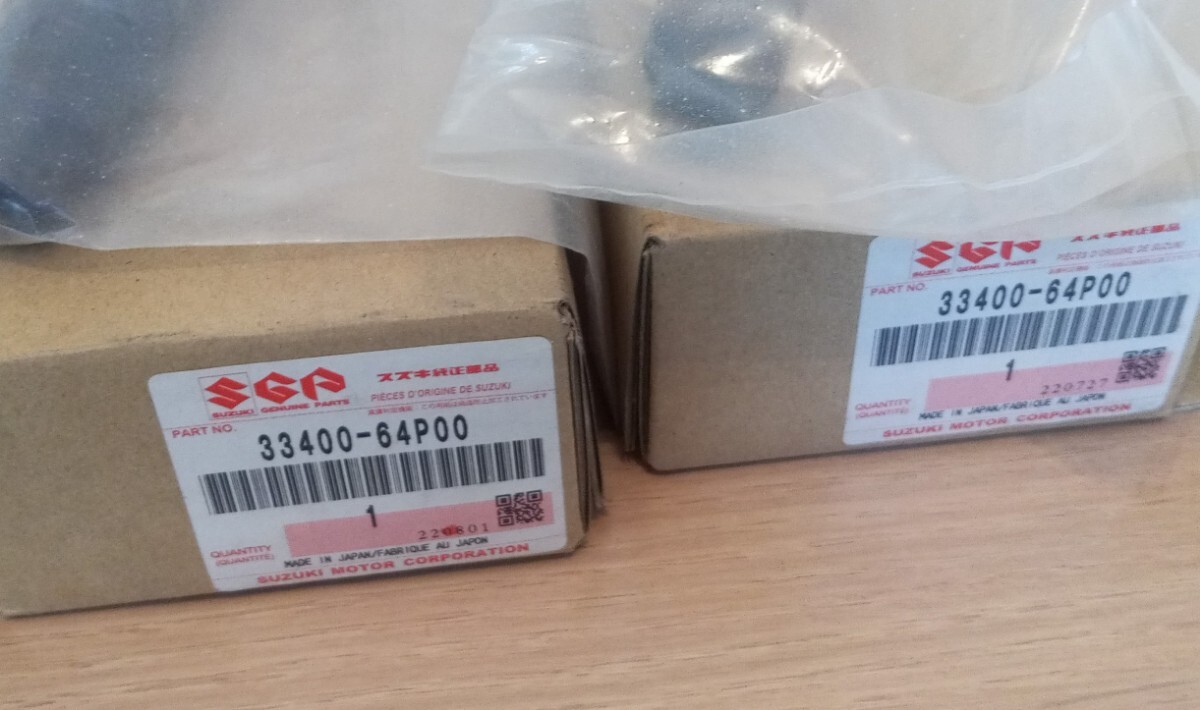 SGP
SUZUKI GENUINE PARTS
スズキ純正部品
PIÈCES D'ORIGINE DE SUZUKI
PART NO.
33400-64P00
1
220801
QUANTITY
(QUANTITÉ)
MADE IN JAPAN/FABRIQUE AU JAPON
SUZUKI MOTOR CORPORATION
SGP
SUZUKI GENUINE PARTS
スズキ純正部品
PIÈCES D'ORIGINE DE SUZUKI
PART NO.
33400-64P00
1
220727
QUANTITY
(QUANTITÉ)
MADE IN JAPAN/FABRIQUE AU JAPON
SUZUKI MOTOR CORPORATION